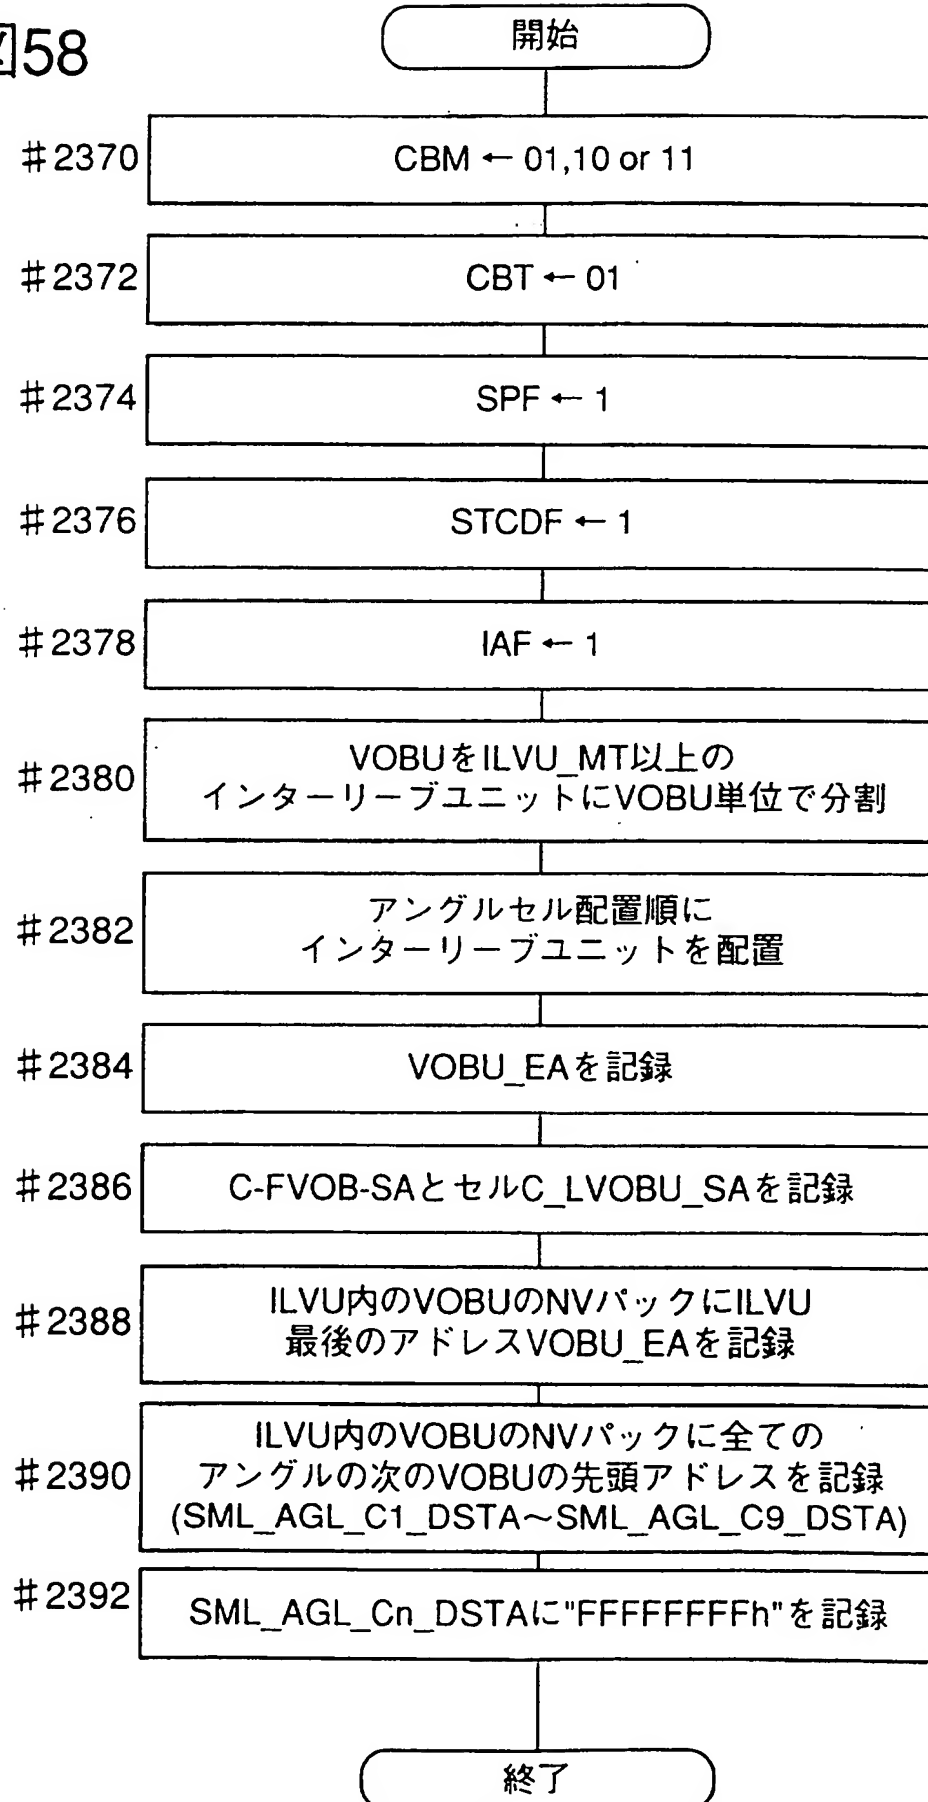 図58
開始
#2370
CBM ← 01,10 or 11
#2372
CBT ← 01
#2374
SPF ← 1
#2376
STCDF ← 1
#2378
IAF ← 1
#2380
VOBUをILVU_MT以上の
インターリーブユニットにVOBU単位で分割
#2382
アングルセル配置順に
インターリーブユニットを配置
#2384
VOBU_EAを記録
#2386
C-FVOB-SAとセルC_LVOBU_SAを記録
#2388
ILVU内のVOBUのNVパックにILVU
最後のアドレスVOBU_EAを記録
#2390
ILVU内のVOBUのNVパックに全ての
アングルの次のVOBUの先頭アドレスを記録
(SML_AGL_C1_DSTA~SML_AGL_C9_DSTA)
#2392
SML_AGL_Cn_DSTAに"FFFFFFFFh"を記録
終了